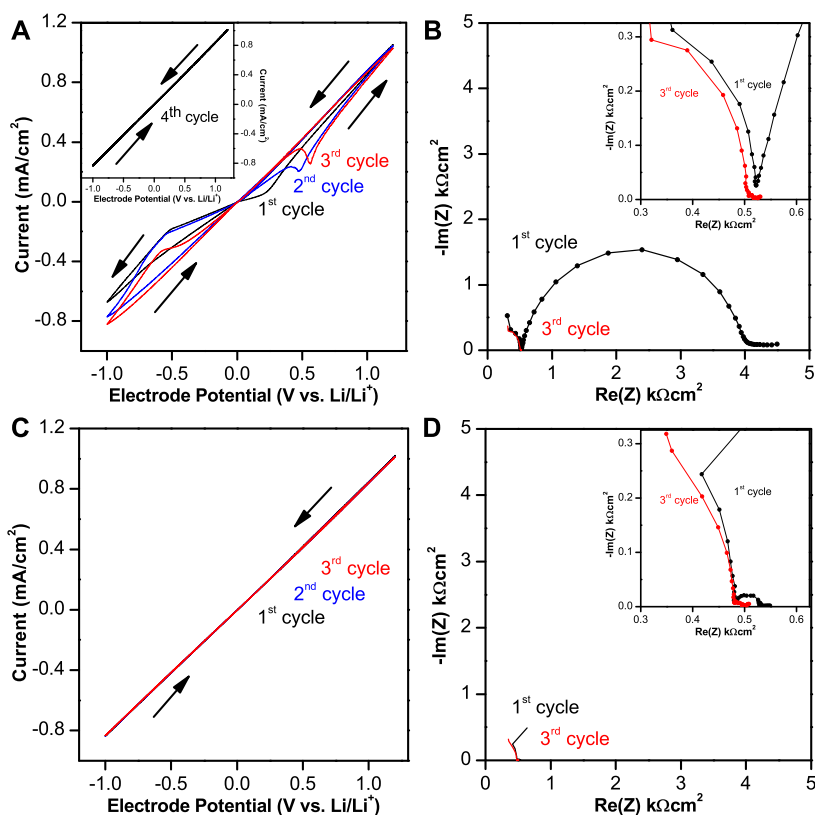 A
1.2
0.8
0.4
0.0
-0.4
-0.8
Current (mA/cm²)
-1.0 -0.5 0.0 0.5 1.0
Electrode Potential (V vs. Li/Li⁺)
4th cycle
0.8
0.4
0.0
-0.4
-0.8
Current (mA/cm²)
-1.0 -0.5 0.0 0.5 1.0
Electrode Potential (V vs. Li/Li⁺)
3rd cycle
2nd cycle
1st cycle
B
5
4
3
2
1
0
-Im(Z) kΩcm²
0 1 2 3 4 5
Re(Z) kΩcm²
1st cycle
3rd cycle
0.3
0.2
0.1
0.0
-Im(Z) kΩcm²
0.3 0.4 0.5 0.6
Re(Z) kΩcm²
1st cycle
3rd cycle
C
1.2
0.8
0.4
0.0
-0.4
-0.8
Current (mA/cm²)
-1.0 -0.5 0.0 0.5 1.0
Electrode Potential (V vs. Li/Li⁺)
3rd cycle
2nd cycle
1st cycle
D
5
4
3
2
1
0
-Im(Z) kΩcm²
0 1 2 3 4 5
Re(Z) kΩcm²
1st cycle
3rd cycle
0.3
0.2
0.1
0.0
-Im(Z) kΩcm²
0.3 0.4 0.5 0.6
Re(Z) kΩcm²
1st cycle
3rd cycle